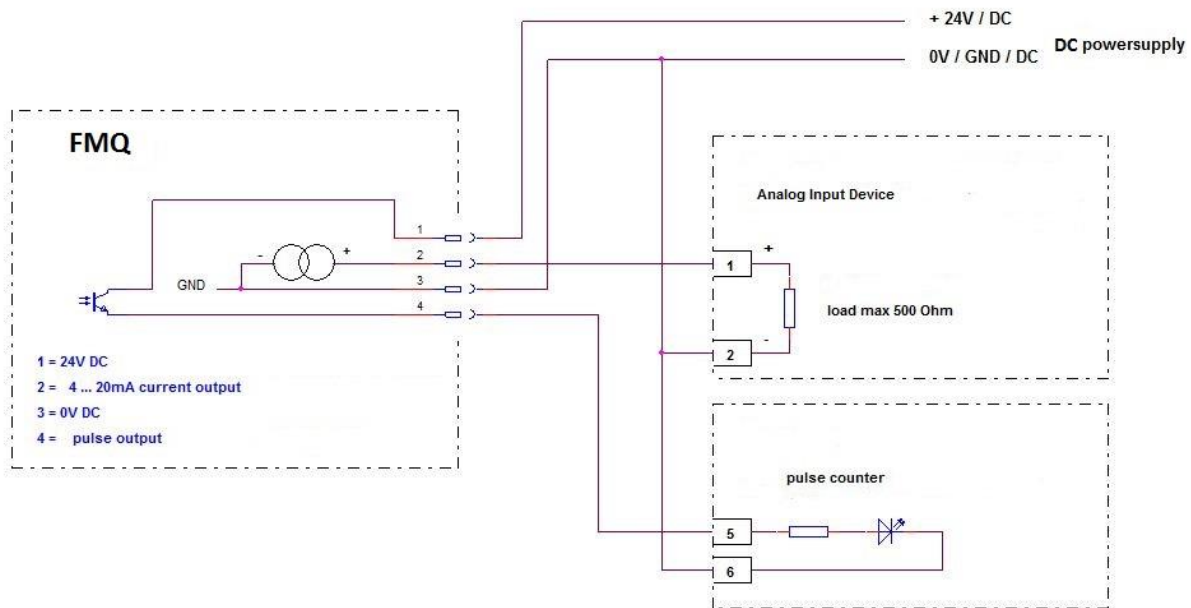 + 24V / DC
0V / GND / DC
DC powersupply
FMQ
1
- +
2
GND
3
4
1 = 24V DC
2 = 4 ... 20mA current output
3 = 0V DC
4 = pulse output
Analog Input Device
1
+
load max 500 Ohm
2
-
pulse counter
5
6